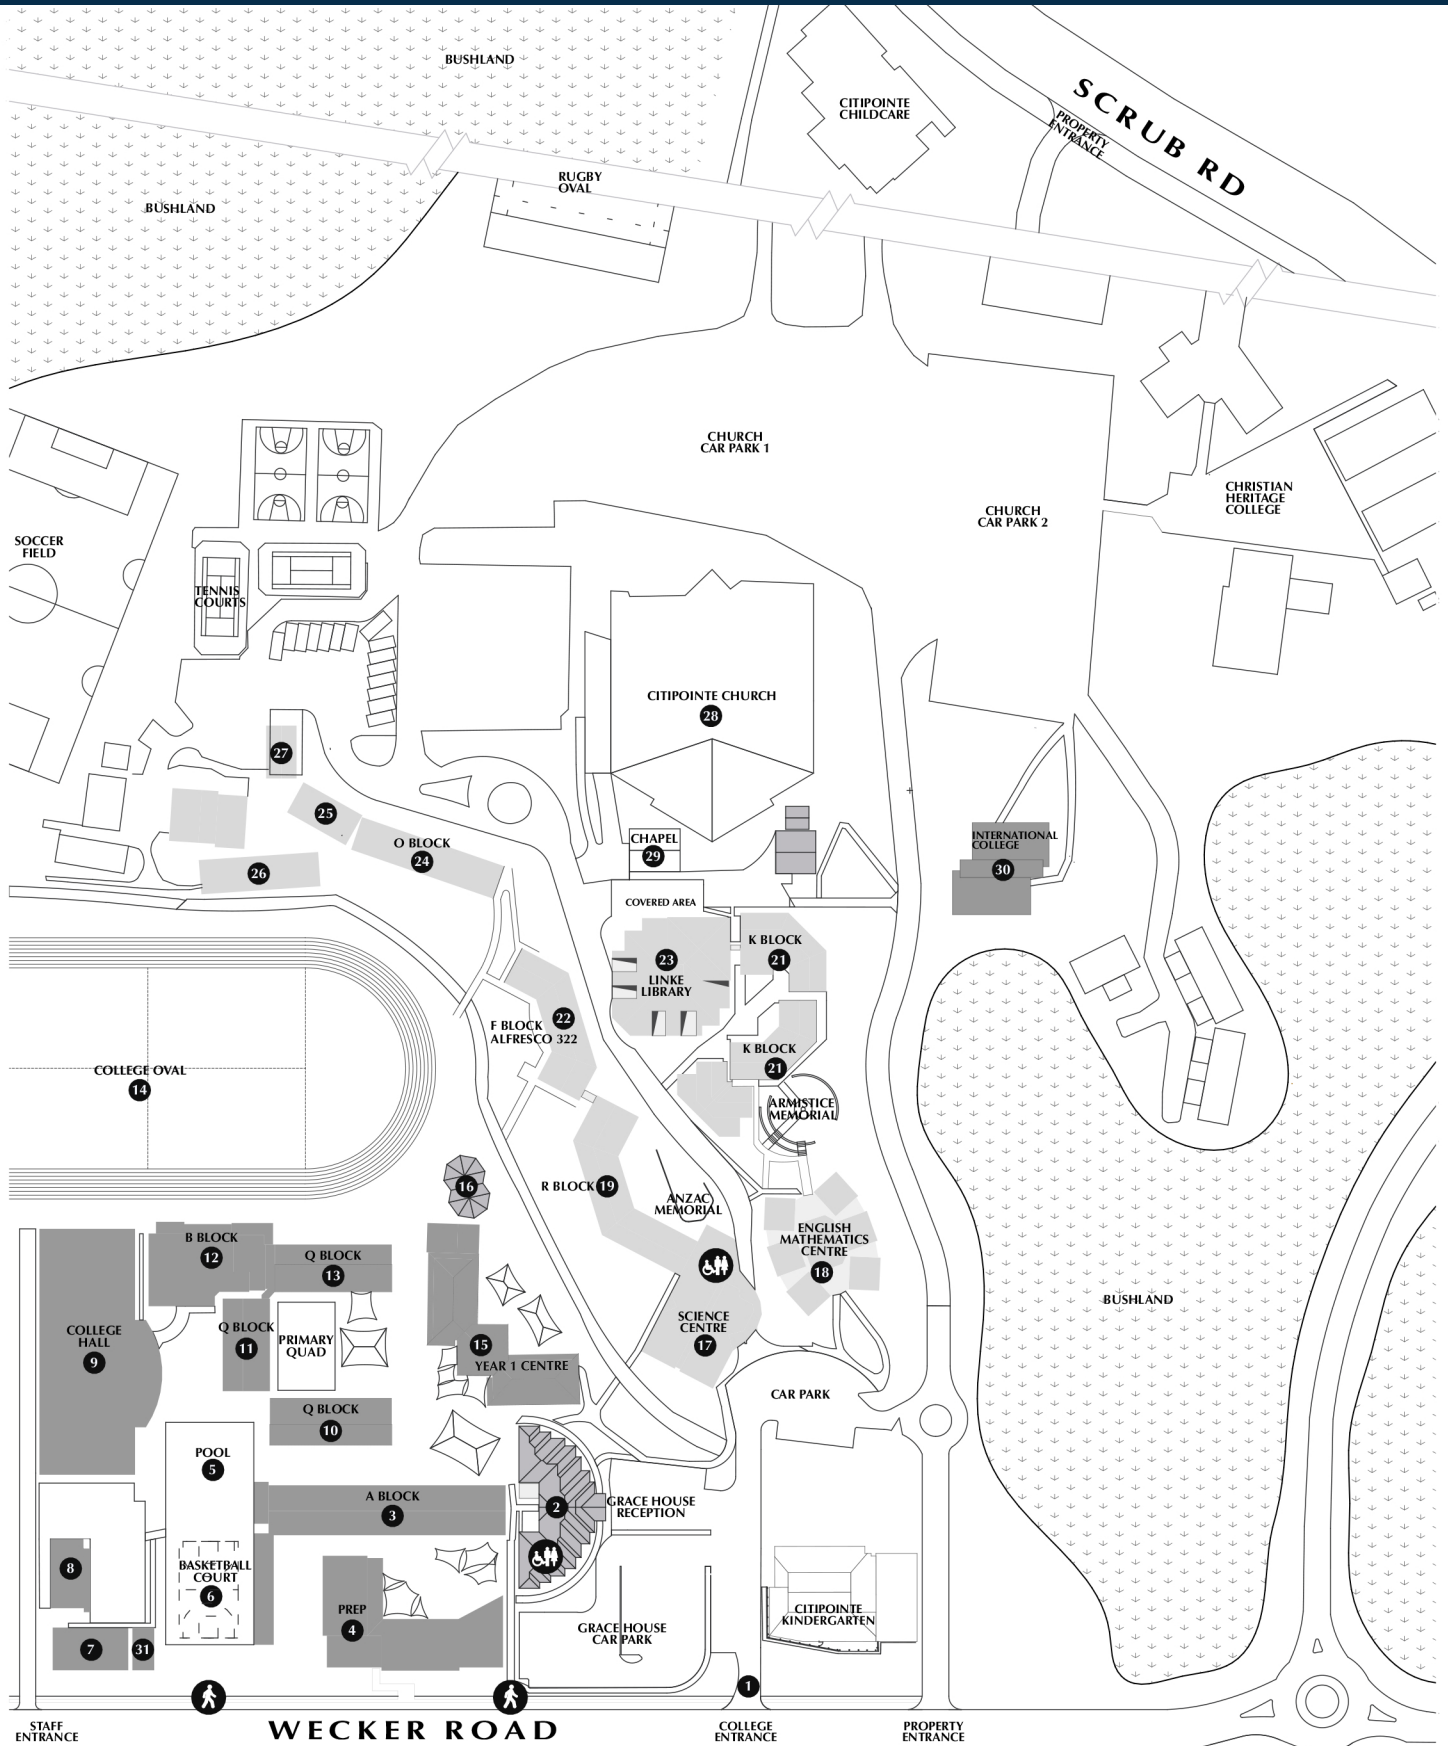 BUSHLAND
CITIPOINTE
CHILDCARE
SCRUB RD
PROPERTY
ENTRANCE
RUGBY
OVAL
BUSHLAND
CHURCH
CAR PARK 1
CHURCH
CAR PARK 2
CHRISTIAN
HERITAGE
COLLEGE
SOCCER
FIELD
TENNIS
COURTS
CITIPOINTE CHURCH
28
27
25
O BLOCK
24
26
CHAPEL
29
INTERNATIONAL
COLLEGE
30
COVERED AREA
K BLOCK
21
23
LINKE
LIBRARY
22
F BLOCK
ALFRESCO 322
K BLOCK
21
COLLEGE OVAL
14
ARMISTICE
MEMORIAL
16
R BLOCK 19
ANZAC
MEMORIAL
ENGLISH
MATHEMATICS
CENTRE
18
B BLOCK
12
Q BLOCK
13
BUSHLAND
COLLEGE
HALL
9
Q BLOCK
11
PRIMARY
QUAD
SCIENCE
CENTRE
17
15
YEAR 1 CENTRE
CAR PARK
Q BLOCK
10
POOL
5
A BLOCK
3
2
GRACE HOUSE
RECEPTION
8
BASKETBALL
COURT
6
PREP
4
CITIPOINTE
KINDERGARTEN
GRACE HOUSE
CAR PARK
7
31
1
STAFF
ENTRANCE
WECKER ROAD
COLLEGE
ENTRANCE
PROPERTY
ENTRANCE